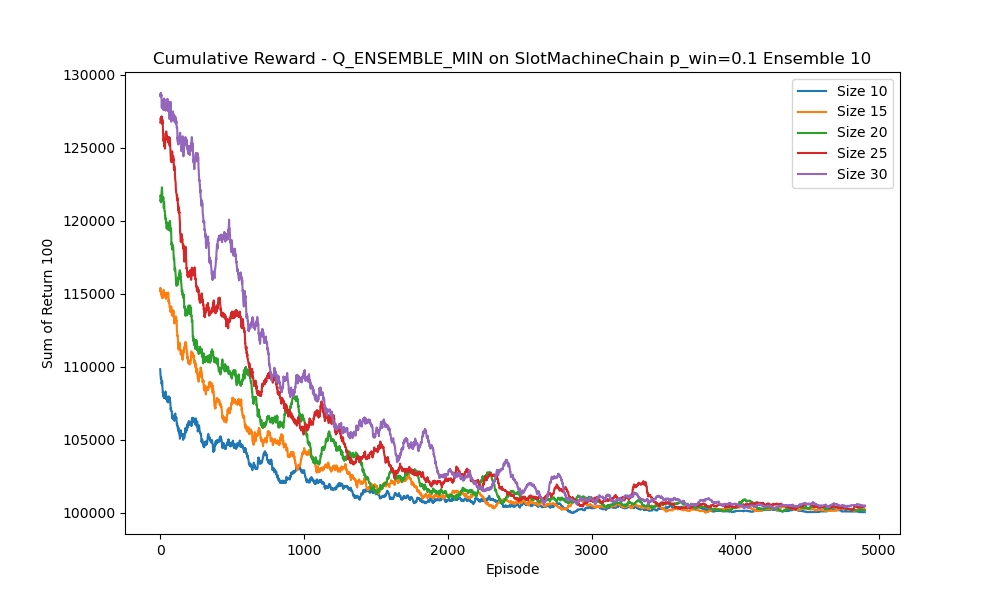 Cumulative Reward - Q_ENSEMBLE_MIN on SlotMachineChain p_win=0.1 Ensemble 10
130000
125000
120000
115000
110000
105000
100000
Sum of Return 100
Size 10
Size 15
Size 20
Size 25
Size 30
0
1000
2000
3000
4000
5000
Episode